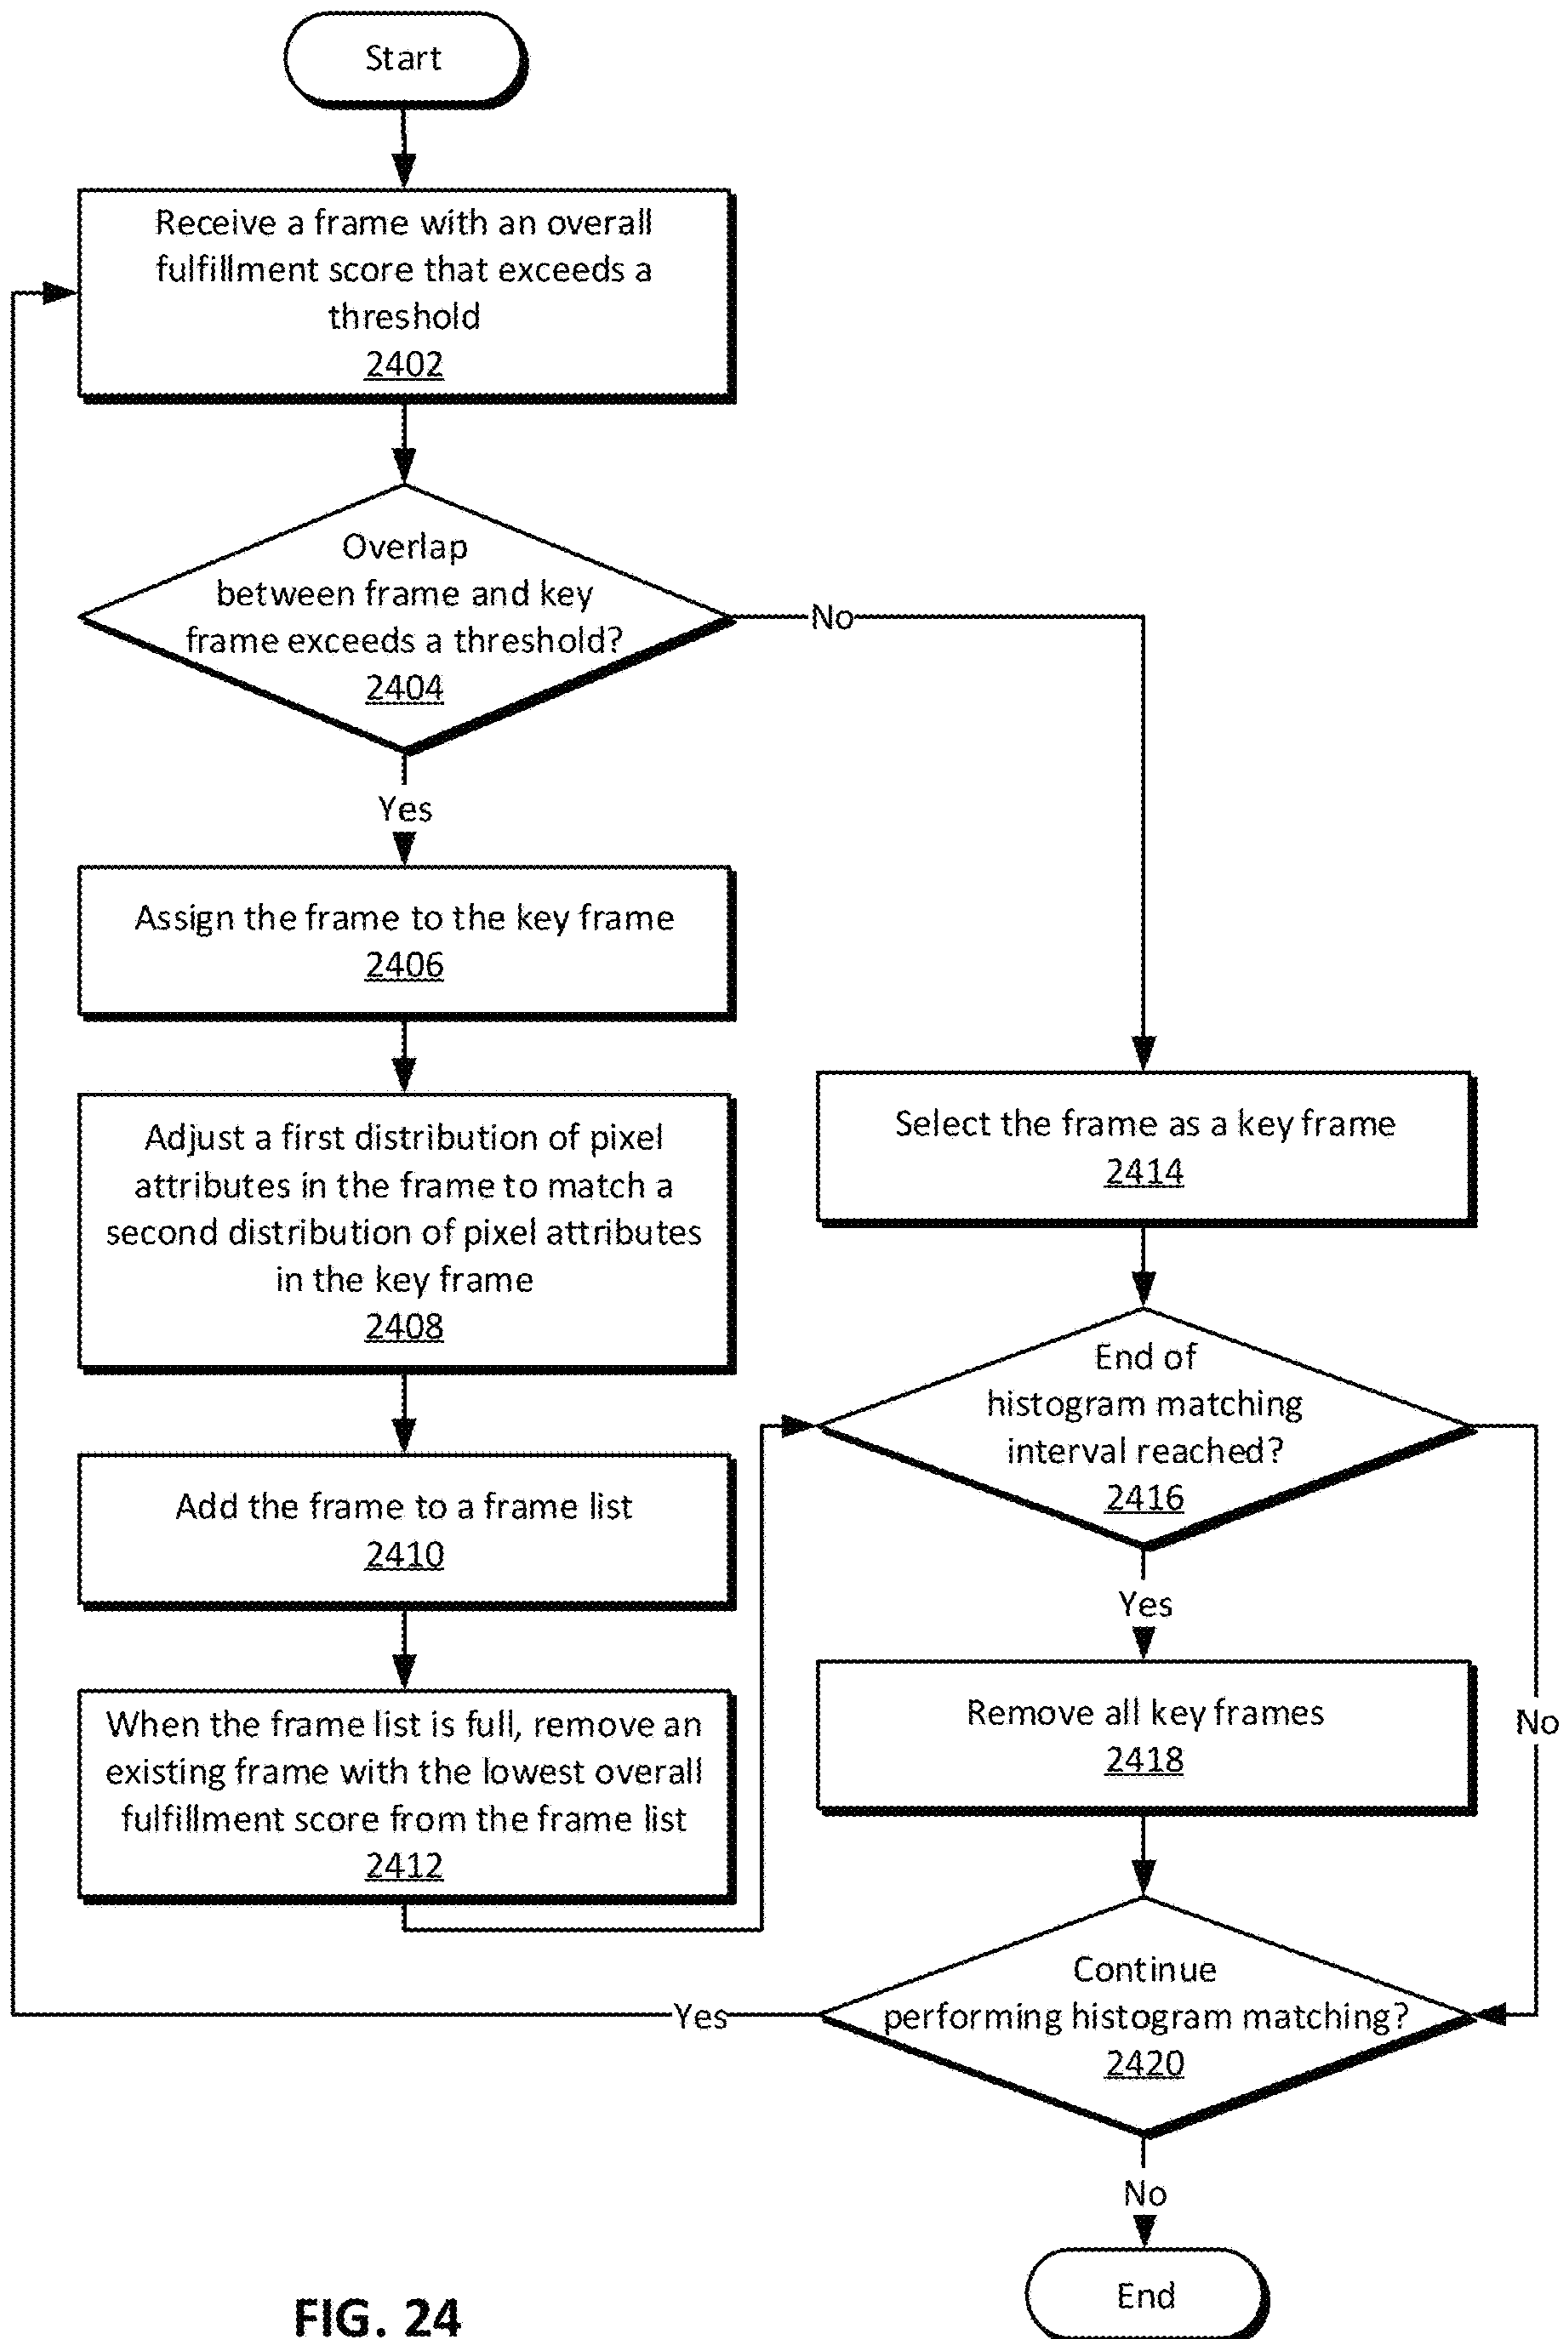 Start
Receive a frame with an overall
fulfillment score that exceeds a
threshold
2402
Overlap
between frame and key
frame exceeds a threshold?
2404
No
Yes
Assign the frame to the key frame
2406
Adjust a first distribution of pixel
attributes in the frame to match a
second distribution of pixel attributes
in the key frame
2408
Add the frame to a frame list
2410
When the frame list is full, remove an
existing frame with the lowest overall
fulfillment score from the frame list
2412
Select the frame as a key frame
2414
End of
histogram matching
interval reached?
2416
Yes
No
Remove all key frames
2418
Continue
performing histogram matching?
2420
Yes
No
End
FIG. 24